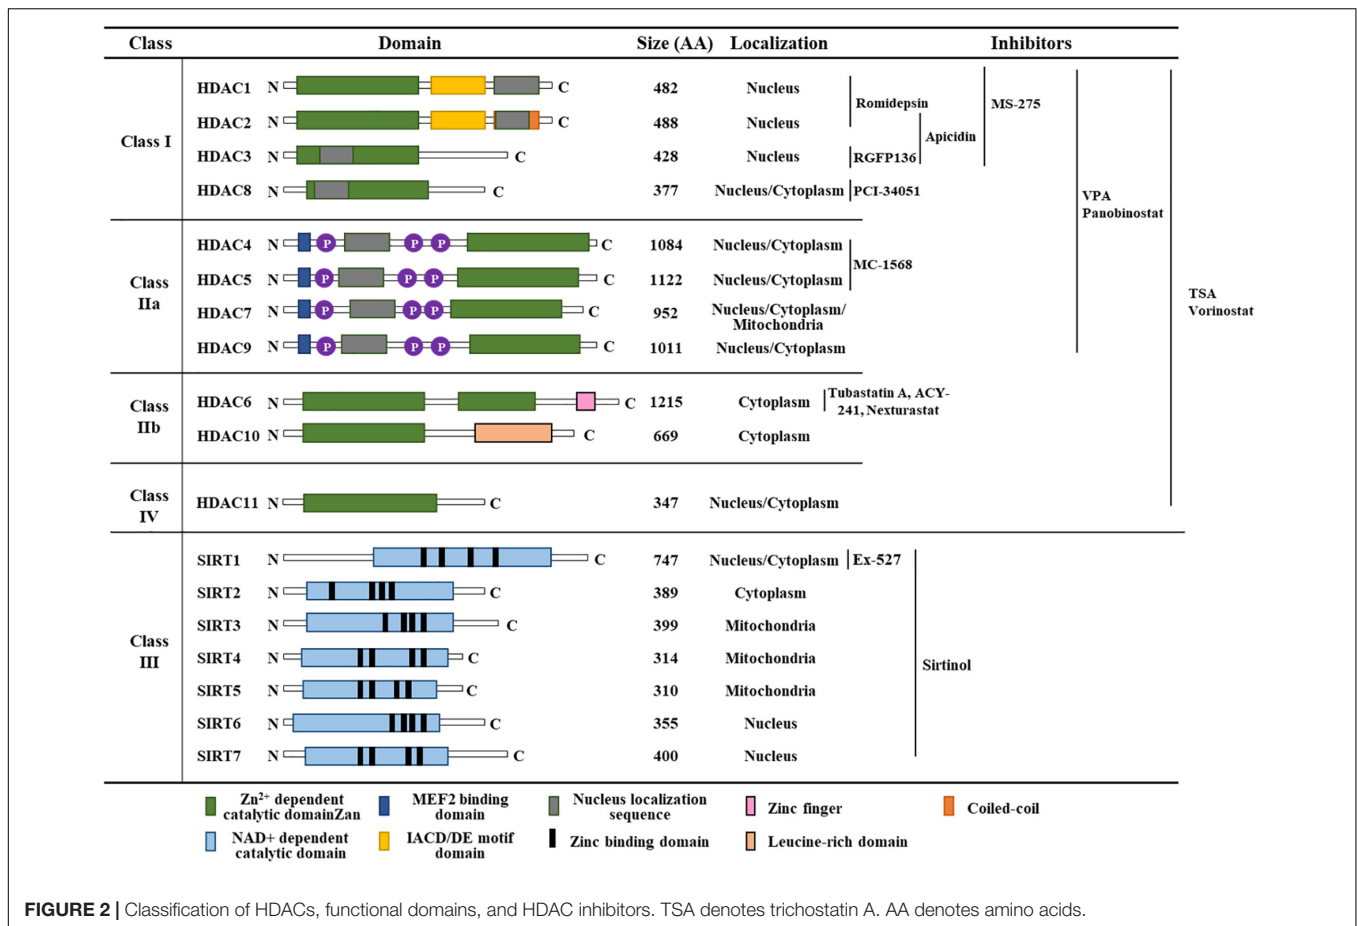 Class Domain Size (AA) Localization Inhibitors
Class I
HDAC1 N C 482 Nucleus
HDAC2 N C 488 Nucleus
HDAC3 N C 428 Nucleus
HDAC8 N C 377 Nucleus/Cytoplasm
Romidepsin
Apicidin
RGFP136
PCI-34051
MS-275
VPA
Panobinostat
TSA
Vorinostat
Class
IIa
HDAC4 N P P P C 1084 Nucleus/Cytoplasm
HDAC5 N P P P C 1122 Nucleus/Cytoplasm
HDAC7 N P P P C 952 Nucleus/Cytoplasm/
Mitochondria
HDAC9 N P P P C 1011 Nucleus/Cytoplasm
MC-1568
Class
IIb
HDAC6 N C 1215 Cytoplasm
HDAC10 N C 669 Cytoplasm
Tubastatin A, ACY-
241, Nexturastat
Class
IV
HDAC11 N C 347 Nucleus/Cytoplasm
Class
III
SIRT1 N C 747 Nucleus/Cytoplasm Ex-527
SIRT2 N C 389 Cytoplasm
SIRT3 N C 399 Mitochondria
SIRT4 N C 314 Mitochondria
SIRT5 N C 310 Mitochondria
SIRT6 N C 355 Nucleus
SIRT7 N C 400 Nucleus
Sirtinol
Zn²⁺ dependent
catalytic domainZan
MEF2 binding
domain
Nucleus localization
sequence
Zinc finger
Coiled-coil
NAD+ dependent
catalytic domain
IACD/DE motif
domain
Zinc binding domain
Leucine-rich domain
FIGURE 2 | Classification of HDACs, functional domains, and HDAC inhibitors. TSA denotes trichostatin A. AA denotes amino acids.